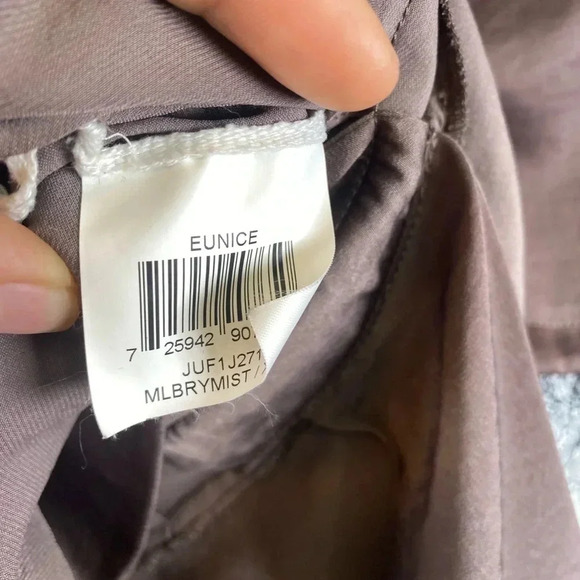 EUNICE
7 25942 90
JUF1J271
MLBRYMIST /